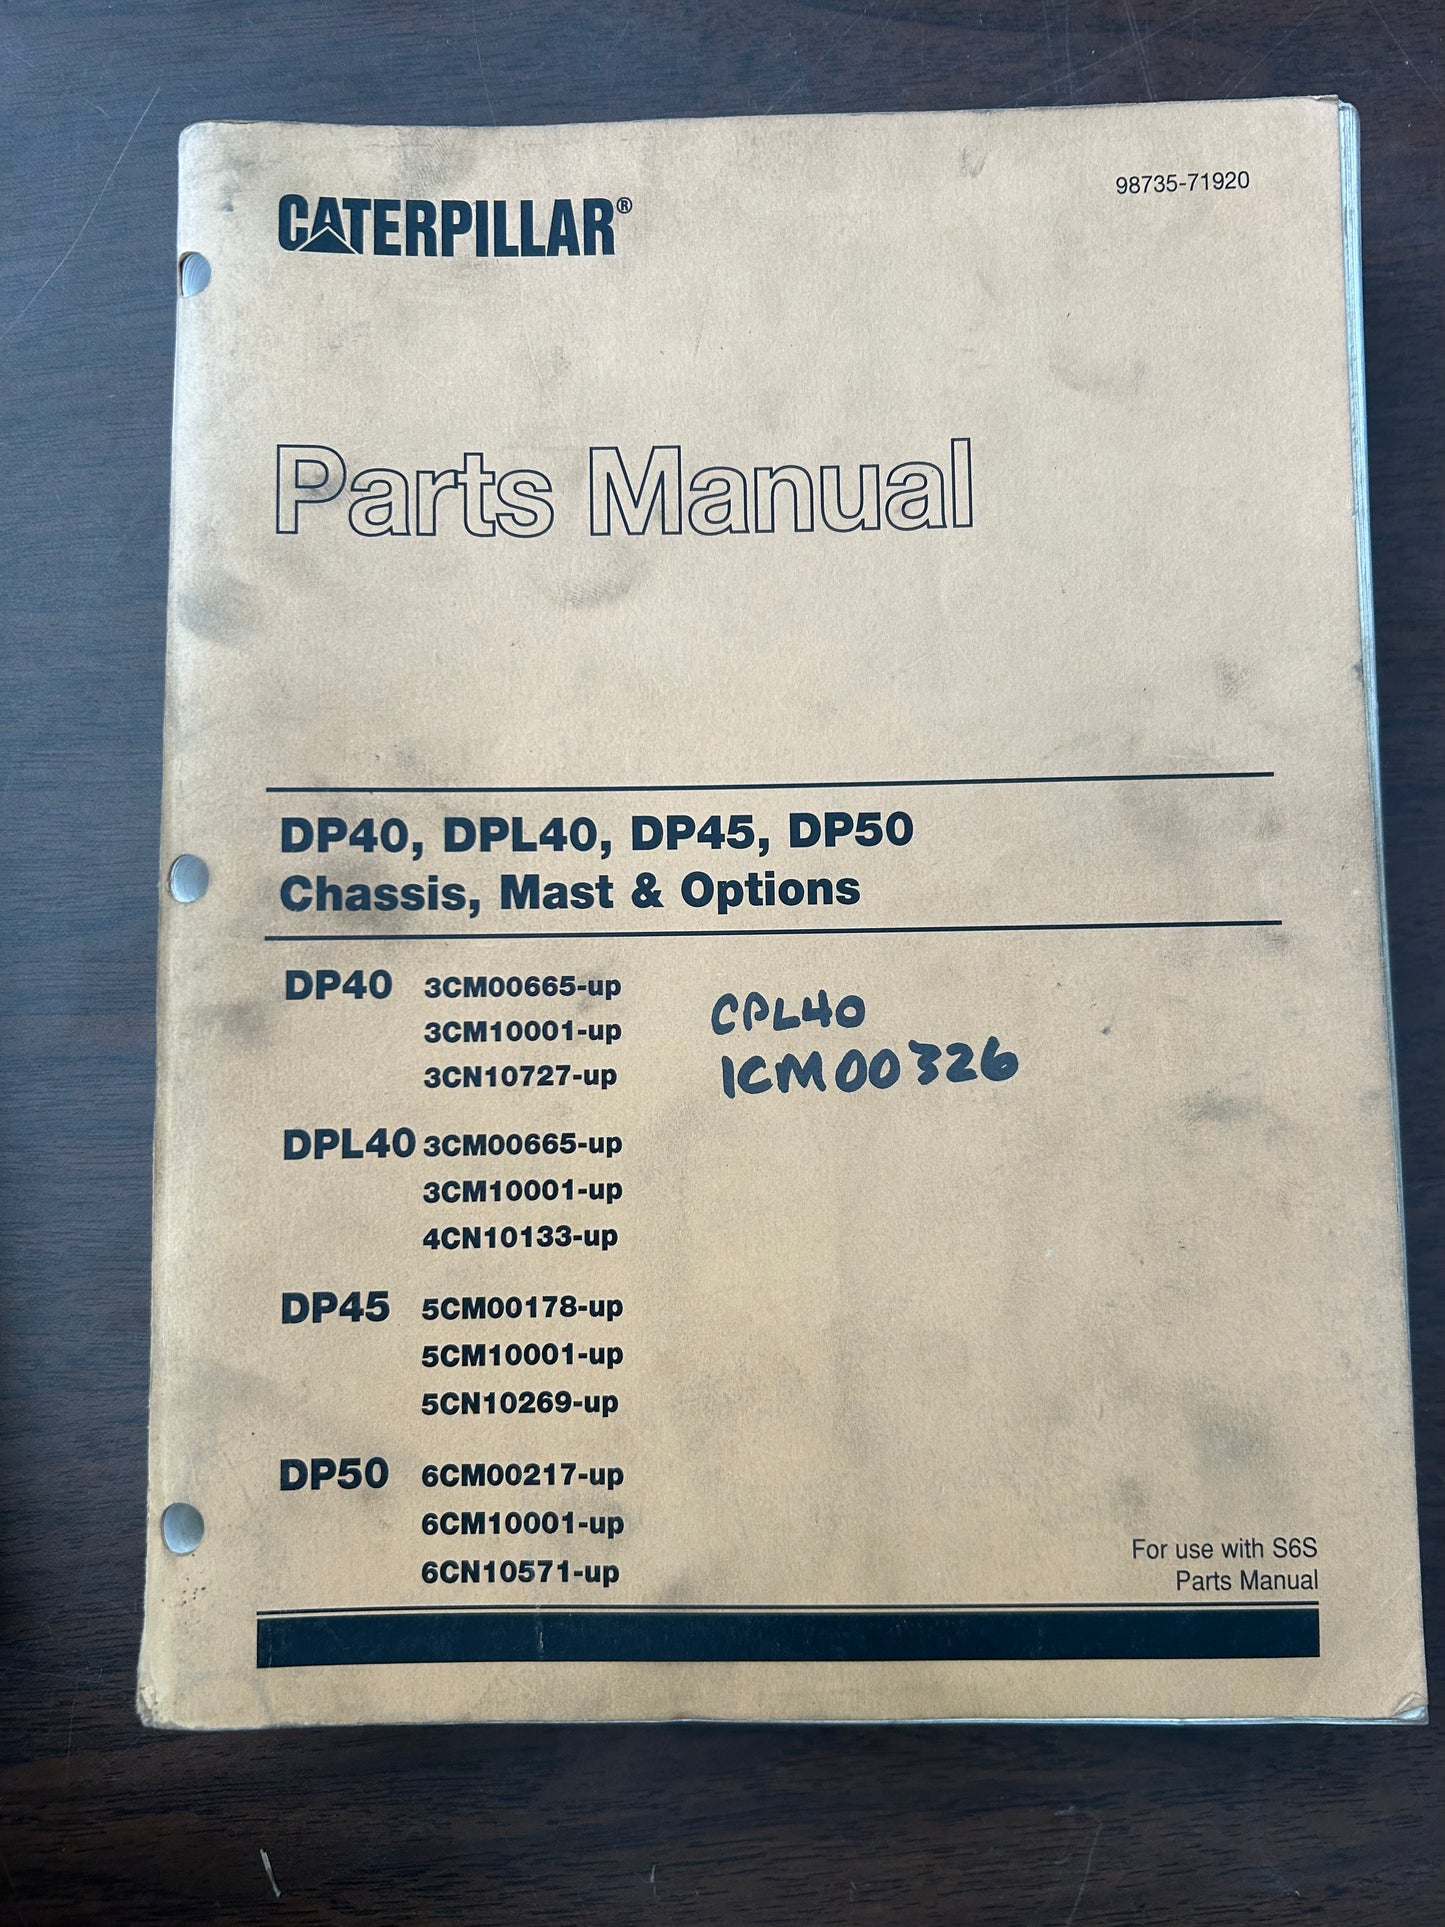 98735-71920
CATERPILLAR®
Parts Manual
DP40, DPL40, DP45, DP50
Chassis, Mast & Options
DP40 3CM00665-up
3CM10001-up
3CN10727-up
CPL40
1CM00326
DPL40 3CM00665-up
3CM10001-up
4CN10133-up
DP45 5CM00178-up
5CM10001-up
5CN10269-up
DP50 6CM00217-up
6CM10001-up
6CN10571-up
For use with S6S
Parts Manual